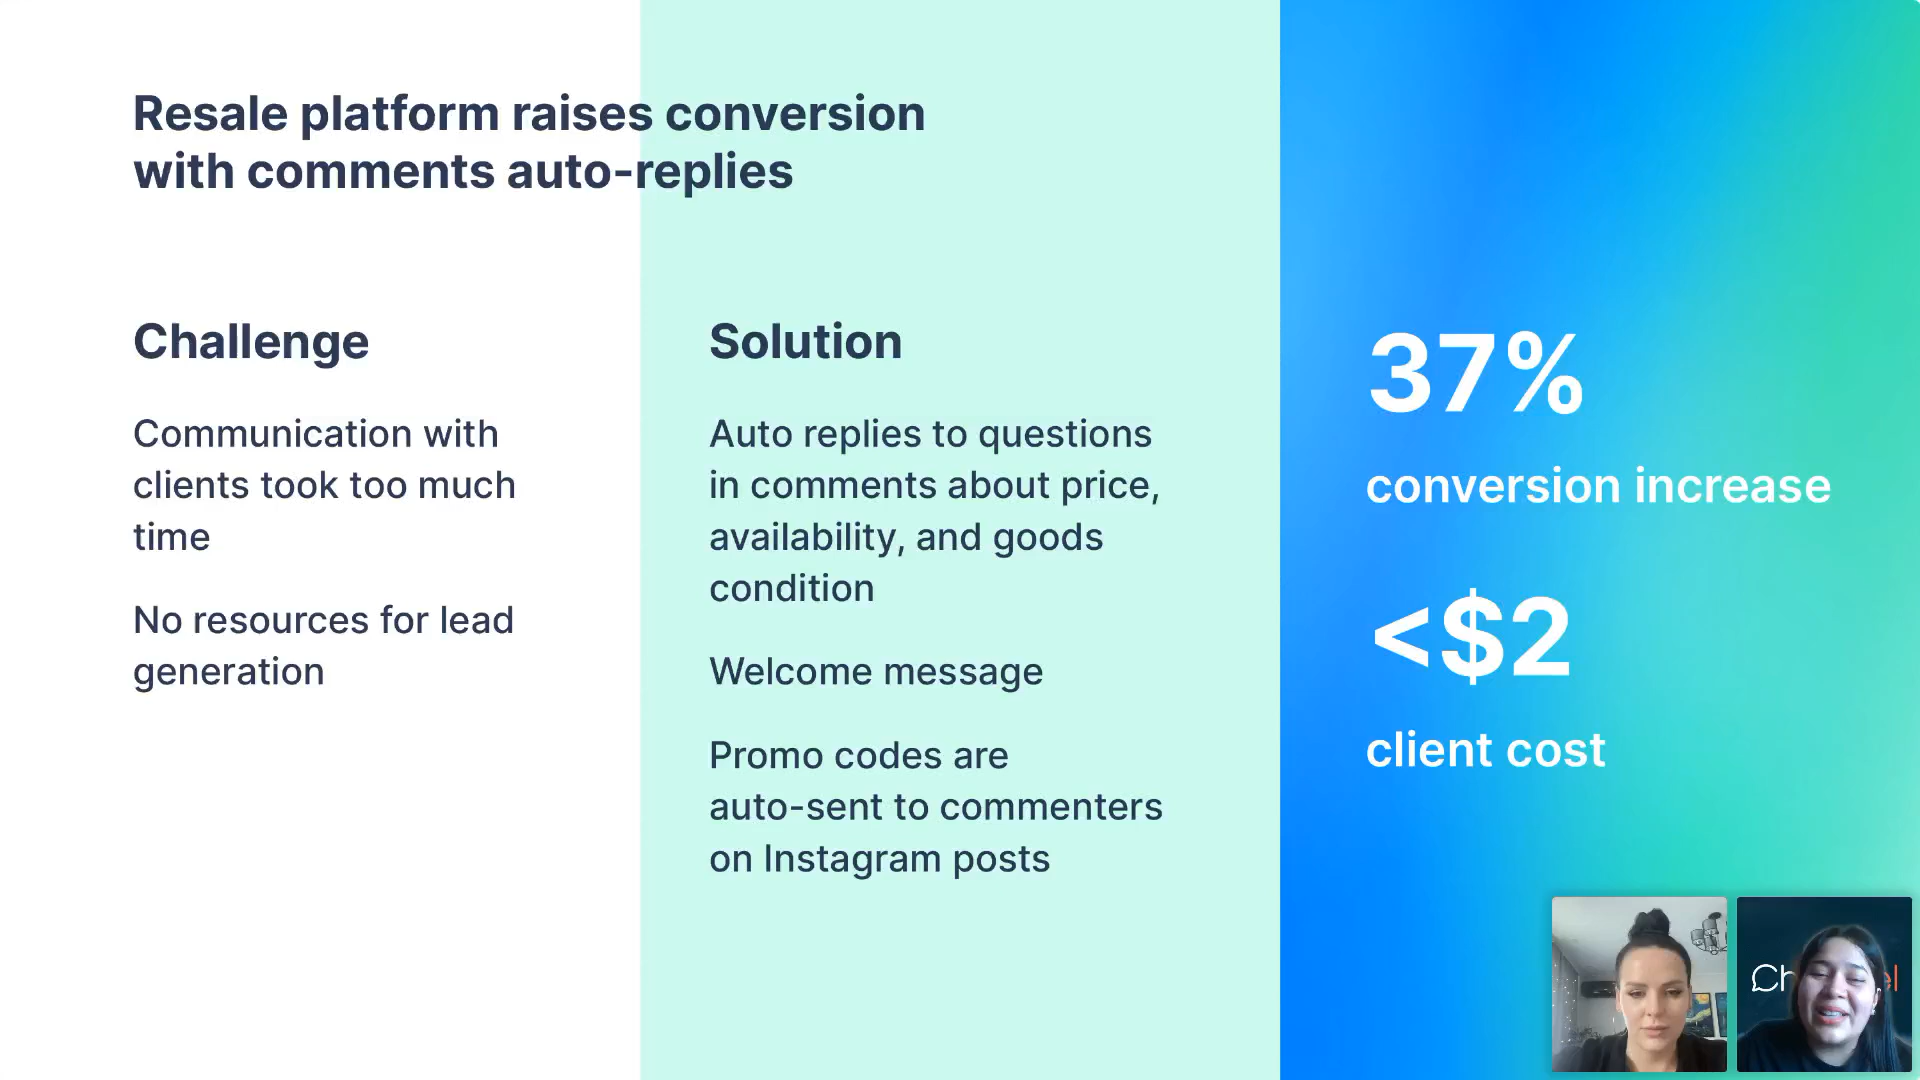 Resale platform raises conversion
with comments auto-replies
Challenge
Communication with
clients took too much
time
No resources for lead
generation
Solution
Auto replies to questions
in comments about price,
availability, and goods
condition
Welcome message
Promo codes are
auto-sent to commenters
on Instagram posts
37%
conversion increase
<$2
client cost